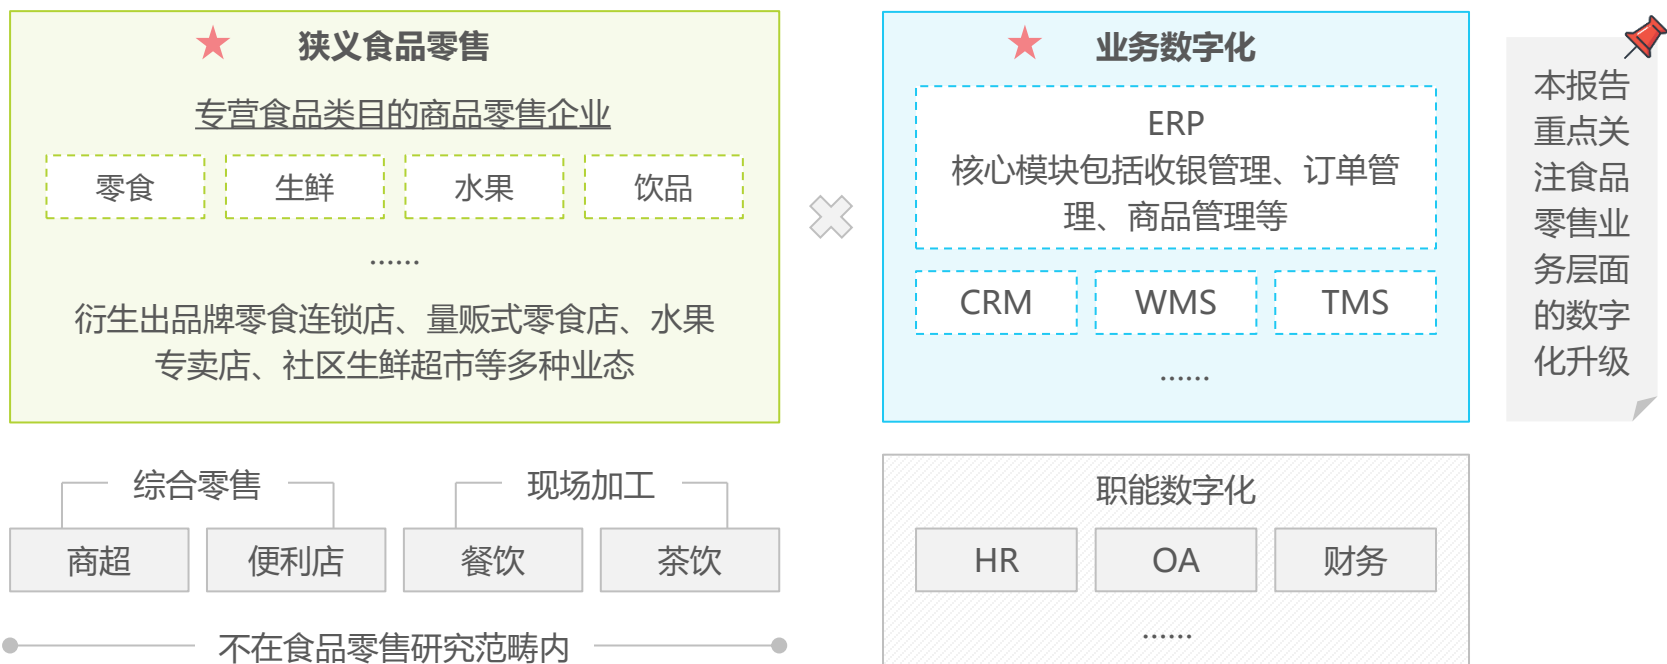 狭义食品零售
专营食品类目的商品零售企业
零食
生鲜
水果
饮品
……
衍生出品牌零食连锁店、量贩式零食店、水果
专卖店、社区生鲜超市等多种业态
业务数字化
ERP
核心模块包括收银管理、订单管
理、商品管理等
CRM
WMS
TMS
……
本报告
重点关
注食品
零售业
务层面
的数字
化升级
综合零售
现场加工
商超
便利店
餐饮
茶饮
不在食品零售研究范畴内
职能数字化
HR
OA
财务
……